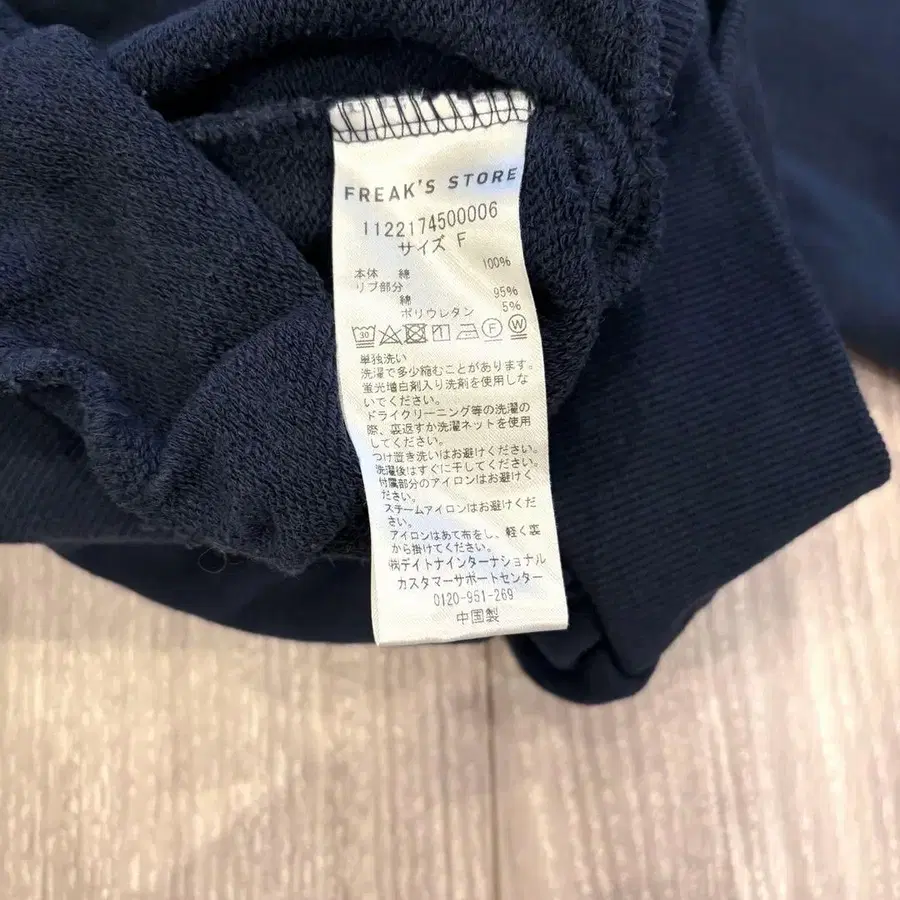 FREAK'S STORE
1122174500006
サイズ F
本体 綿 100%
リブ部分
綿 95%
ポリウレタン 5%
30 F W
単独洗い
洗濯で多少縮むことがあります。
蛍光増白剤入り洗剤を使用しな
いでください。
ドライクリーニング等の洗濯の
際、裏返すか洗濯ネットを使用
してください。
つけ置き洗いはお避けください。
洗濯後はすぐに干してください。
付属部分のアイロンはお避けく
ださい。
スチームアイロンはお避けくだ
さい。
アイロンはあて布をし、軽く裏
から掛けてください。
㈱デイトナインターナショナル
カスタマーサポートセンター
0120-951-269
中国製